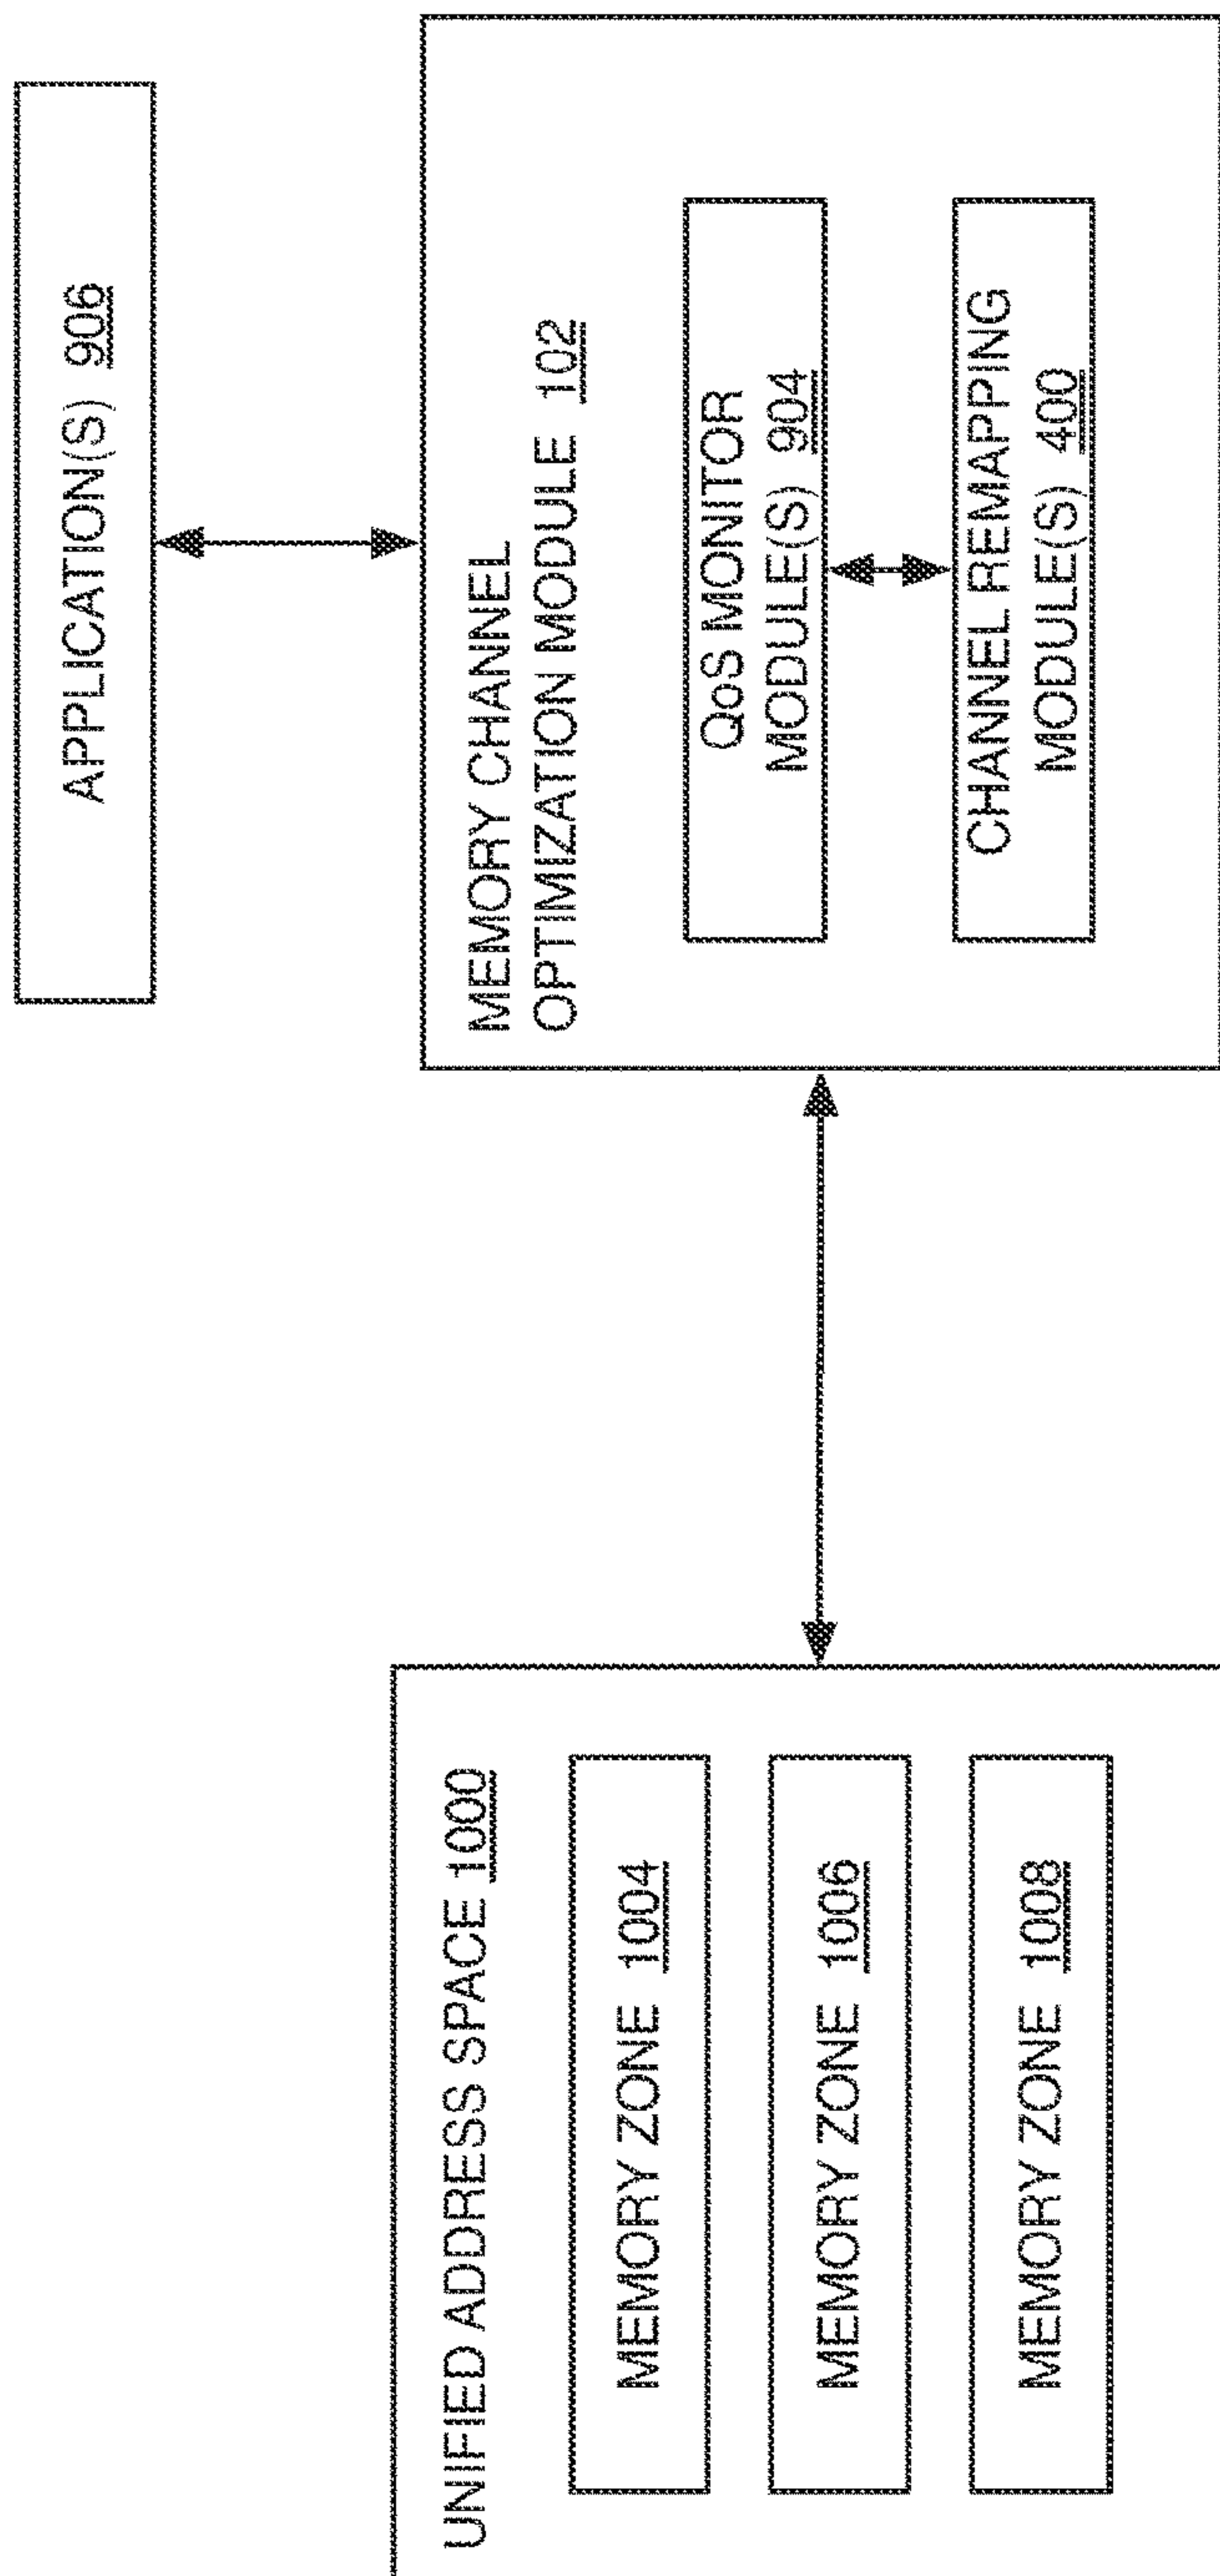 APPLICATION(S) 906
UNIFIED ADDRESS SPACE 1000
MEMORY ZONE 1004
MEMORY ZONE 1006
MEMORY ZONE 1008
MEMORY CHANNEL
OPTIMIZATION MODULE 102
QoS MONITOR
MODULE(S) 904
CHANNEL REMAPPING
MODULE(S) 400